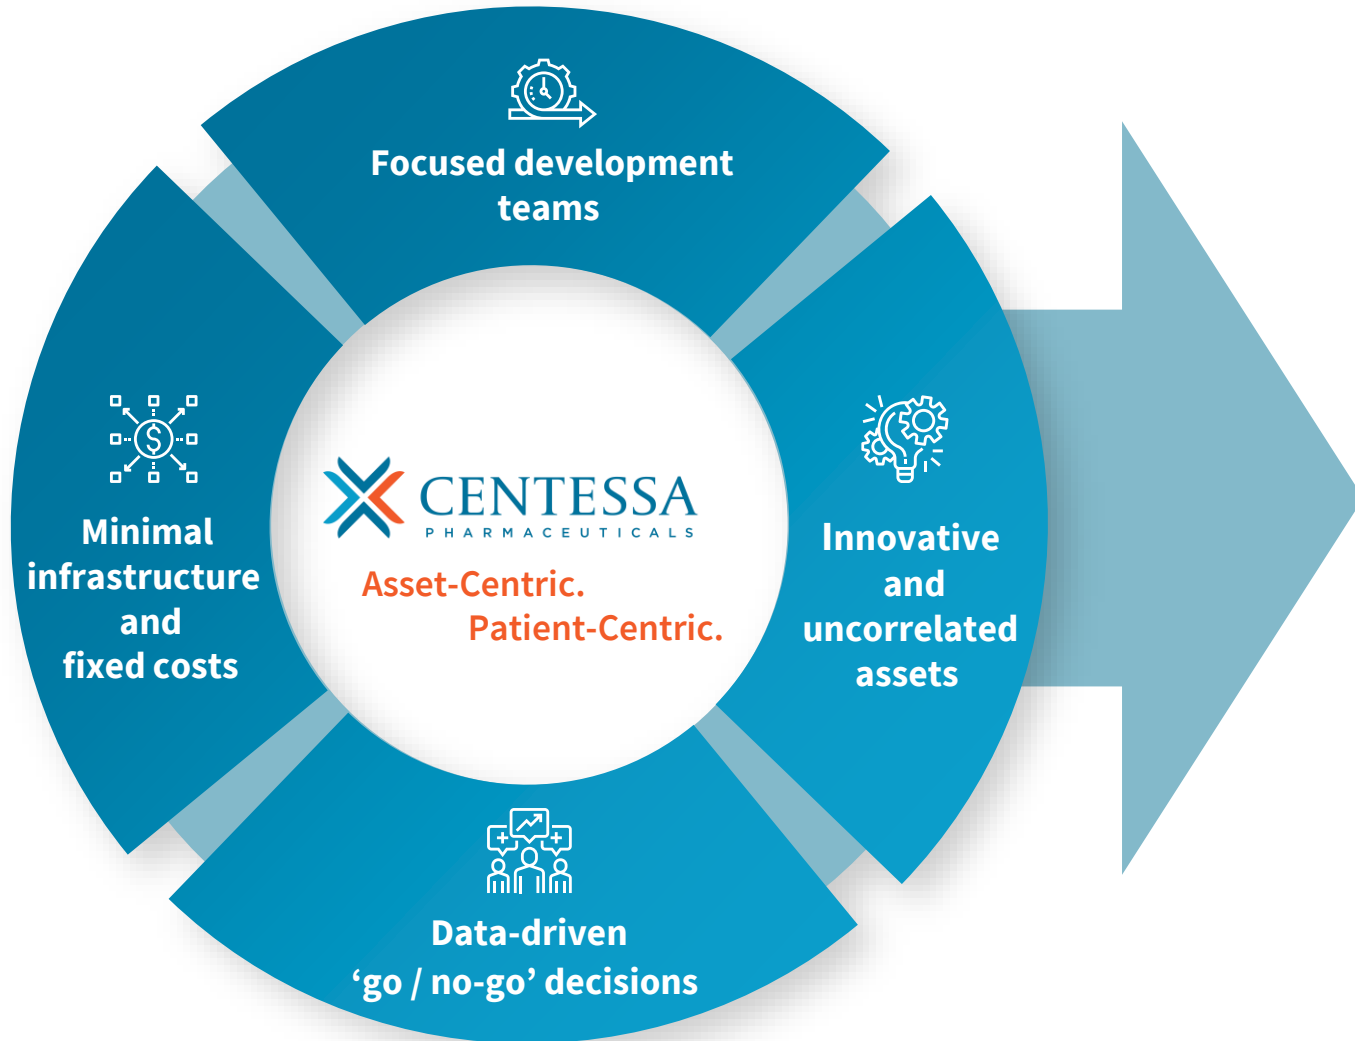 Focused development
teams
Minimal
infrastructure
and
fixed costs
CENTESSA
PHARMACEUTICALS
Asset-Centric.
Patient-Centric.
Innovative
and
uncorrelated
assets
Data-driven
‘go / no-go’ decisions